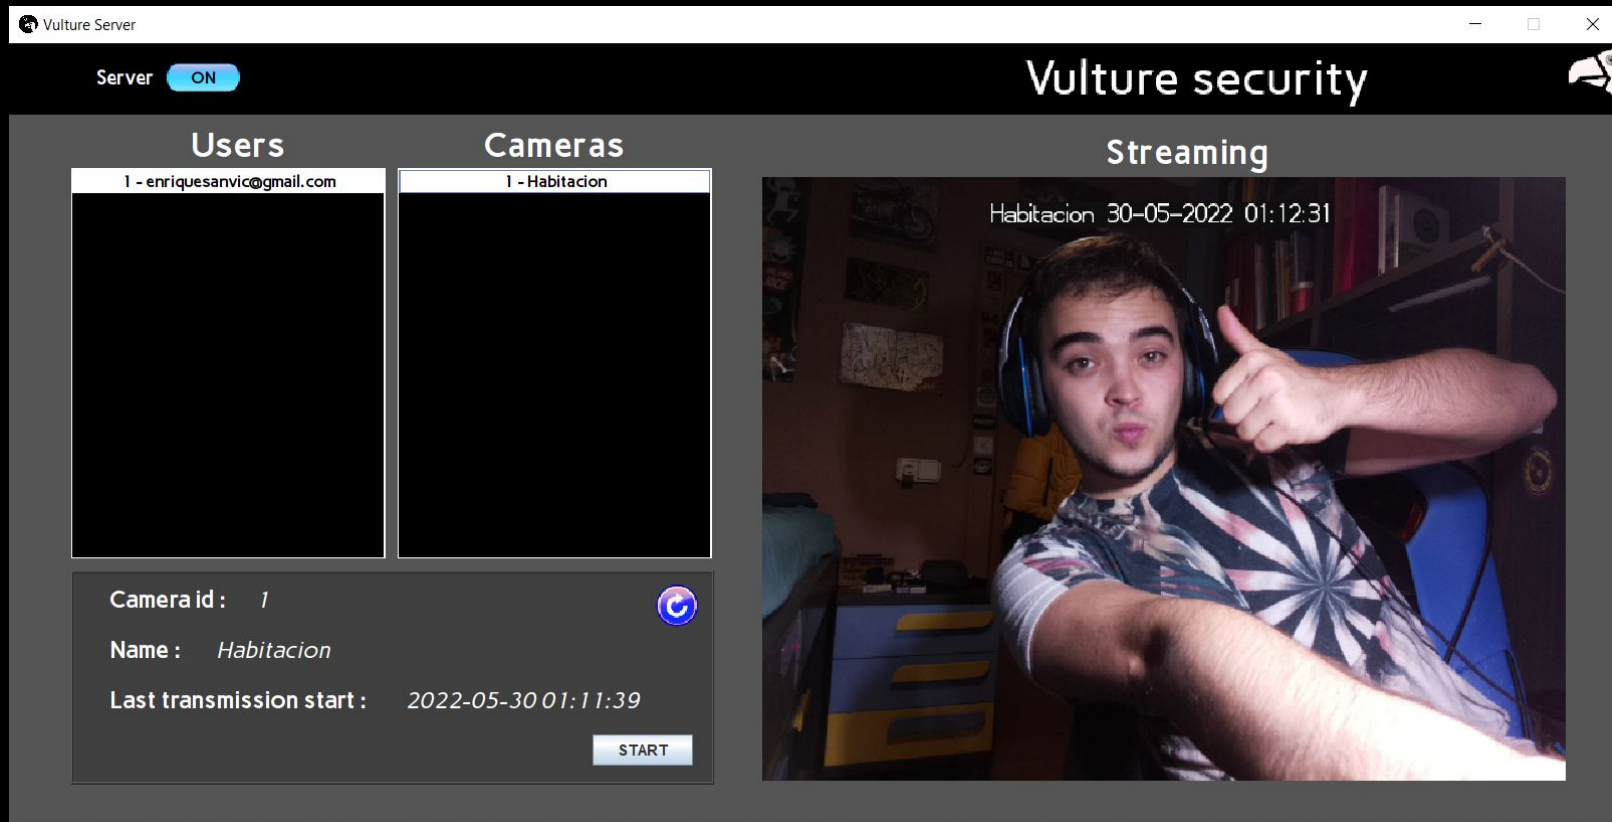 Vulture Server
Server ON
Vulture security
Users
Cameras
Streaming
1 - enriquesanvic@gmail.com
1 - Habitacion
Habitacion 30-05-2022 01:12:31
Camera id : 1
Name : Habitacion
Last transmission start : 2022-05-30 01:11:39
START